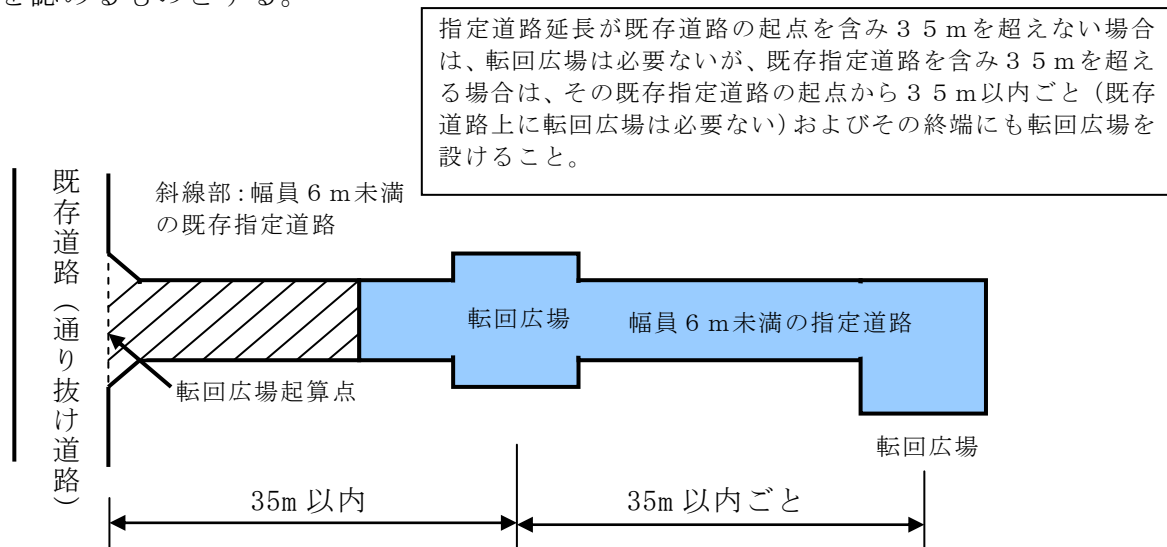 を認めるものとする。
指定道路延長が既存道路の起点を含み３５ｍを超えない場合
は、転回広場は必要ないが、既存指定道路を含み３５ｍを超え
る場合は、その既存指定道路の起点から３５ｍ以内ごと（既存
道路上に転回広場は必要ない）およびその終端にも転回広場を
設けること。
既存道路（通り抜け道路）
斜線部：幅員６ｍ未満
の既存指定道路
転回広場
幅員６ｍ未満の指定道路
転回広場起算点
転回広場
35m 以内
35m 以内ごと